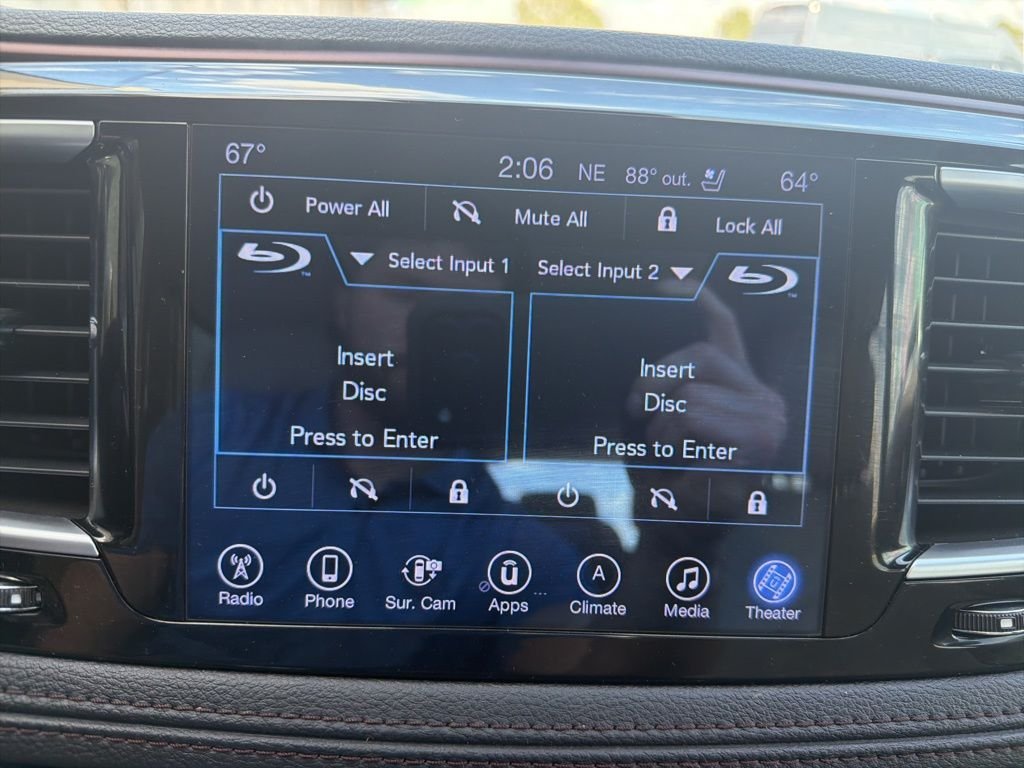 67°
2:06 NE 88° out. 64°
Power All Mute All Lock All
Select Input 1 Select Input 2
Insert Insert
Disc Disc
Press to Enter Press to Enter
Radio Phone Sur. Cam Apps ... A Climate Media Theater